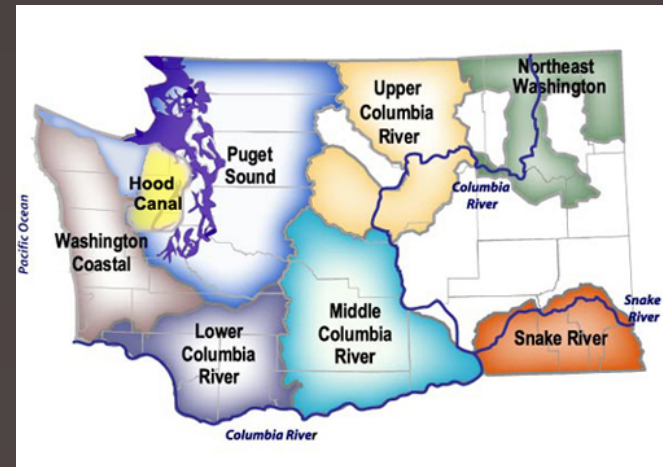 Northeast
Washington
Upper
Columbia
River
Puget
Sound
Hood
Canal
Columbia
River
Pacific Ocean
Washington
Coastal
Snake
River
Middle
Columbia
River
Lower
Columbia
River
Snake River
Columbia River